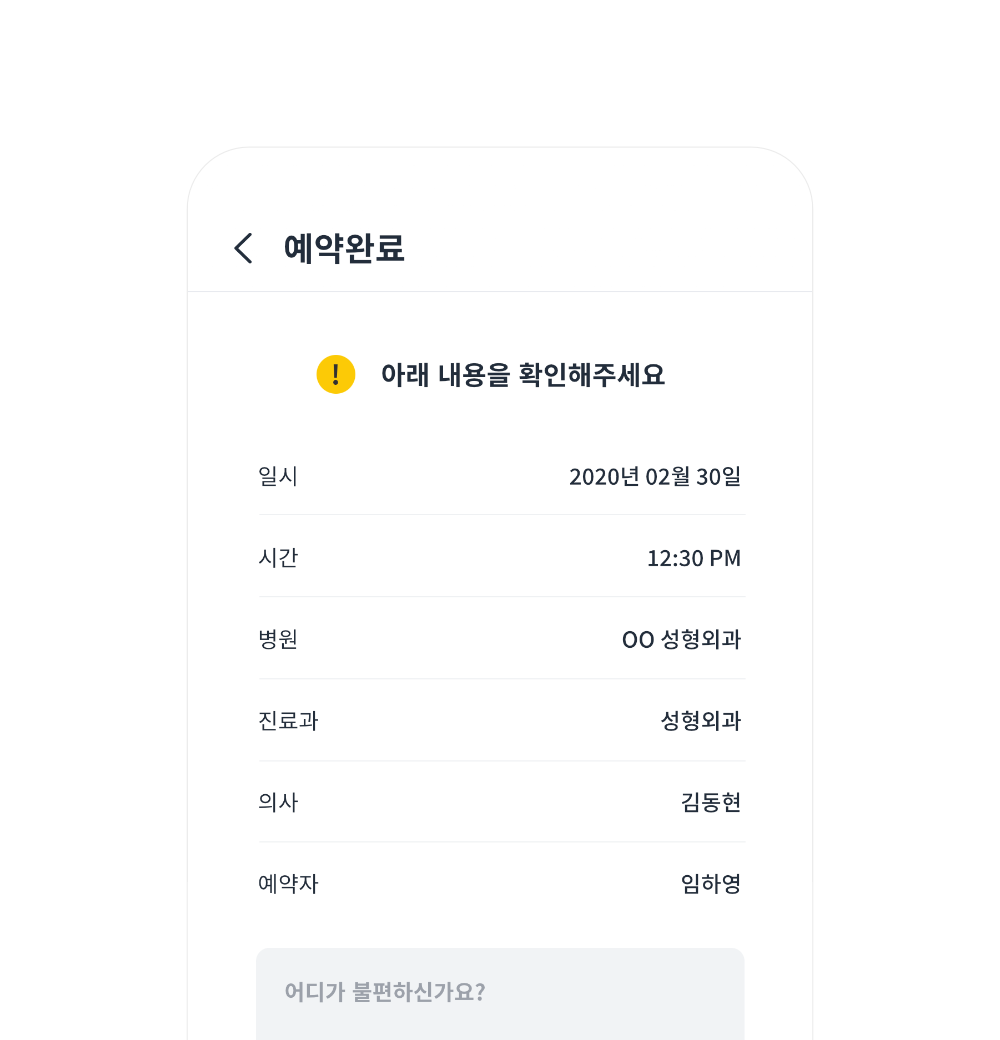 예약완료
! 아래 내용을 확인해주세요
일시 2020년 02월 30일
시간 12:30 PM
병원 OO 성형외과
진료과 성형외과
의사 김동현
예약자 임하영
어디가 불편하신가요?